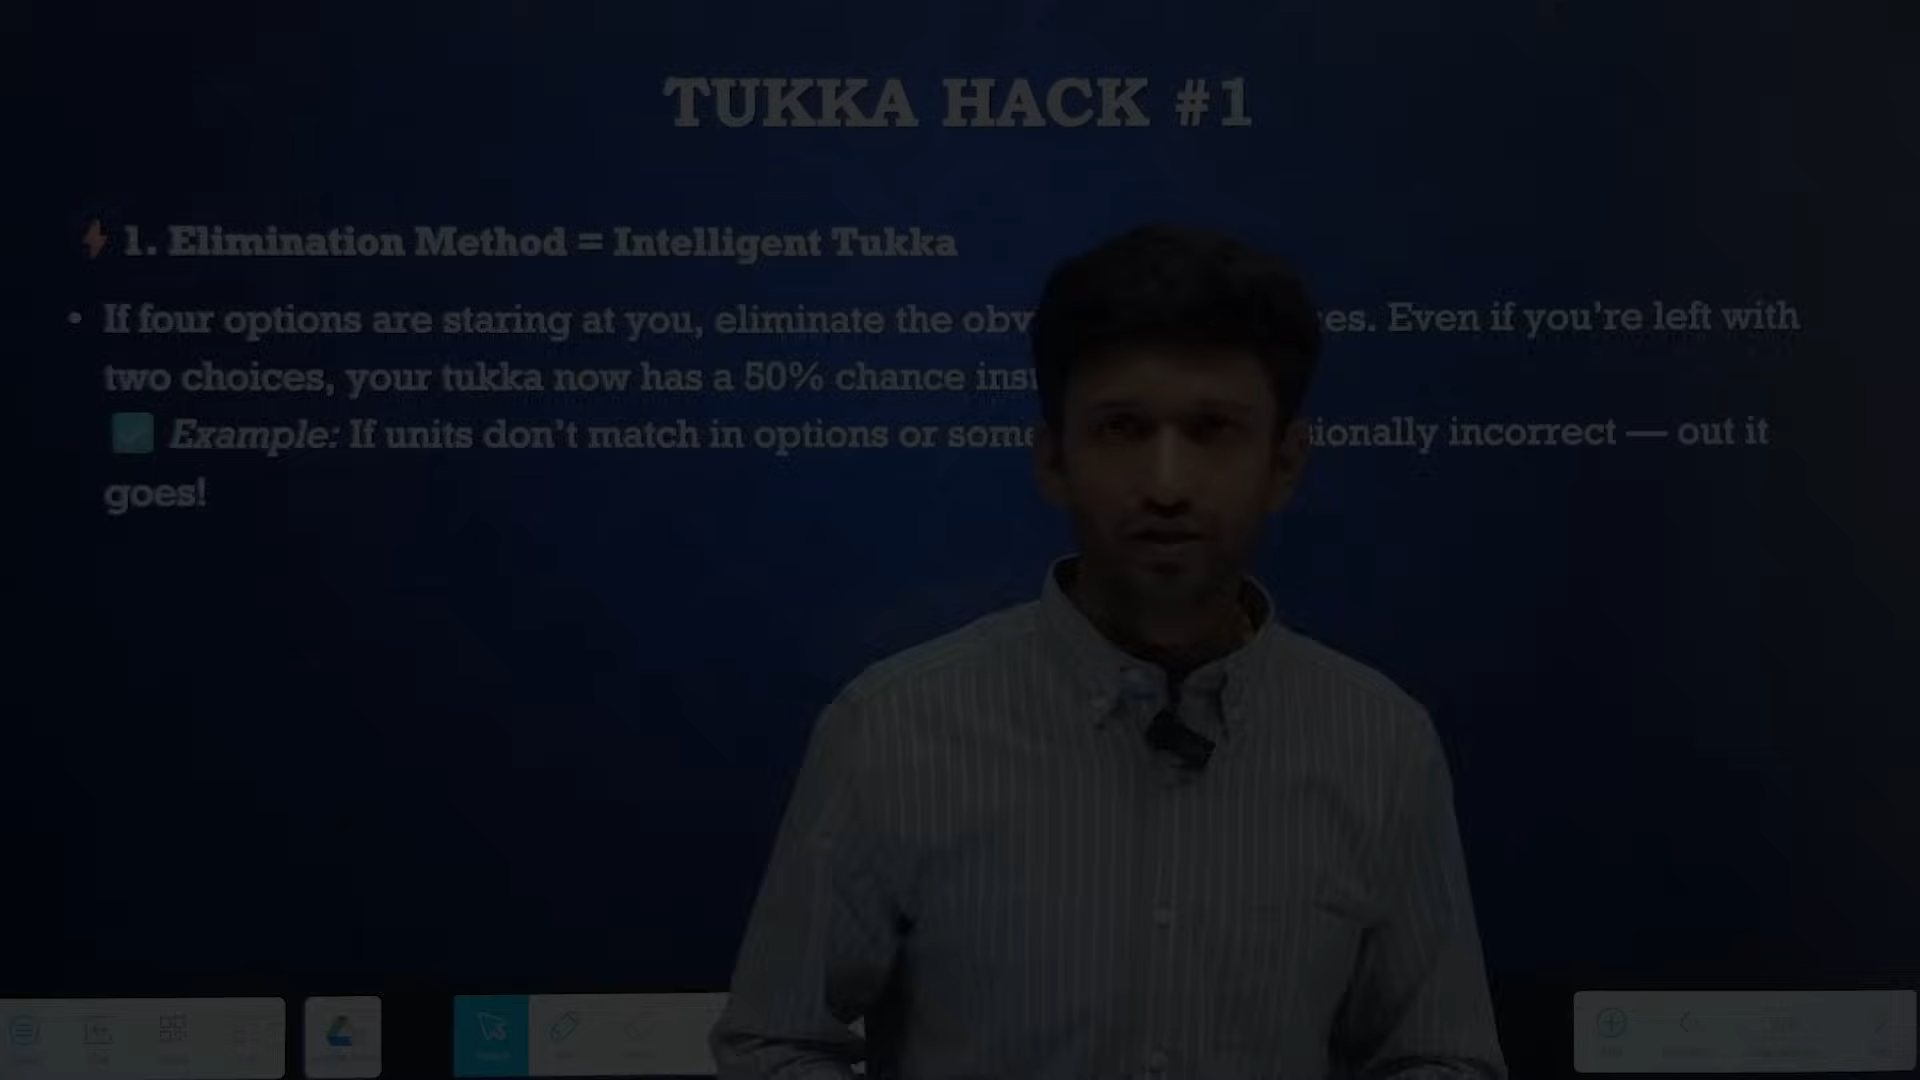 TUKKA HACK #1
1. Elimination Method = Intelligent Tukka
• If four options are staring at you, eliminate the obv es. Even if you're left with
two choices, your tukka now has a 50% chance inst
Example: If units don't match in options or some sionally incorrect — out it
goes!